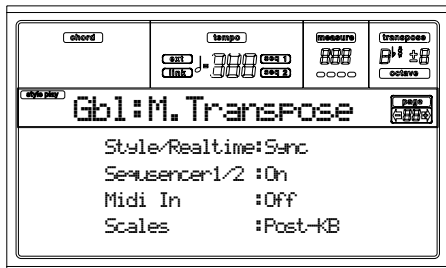 chord tempo measure transpose
ext seq 1
link seq 2
octave
style play Gbl:M.Transpose page
Style/Realtime:Sync
Sequsencer1/2 :On
Midi In :Off
Scales :Post-KB